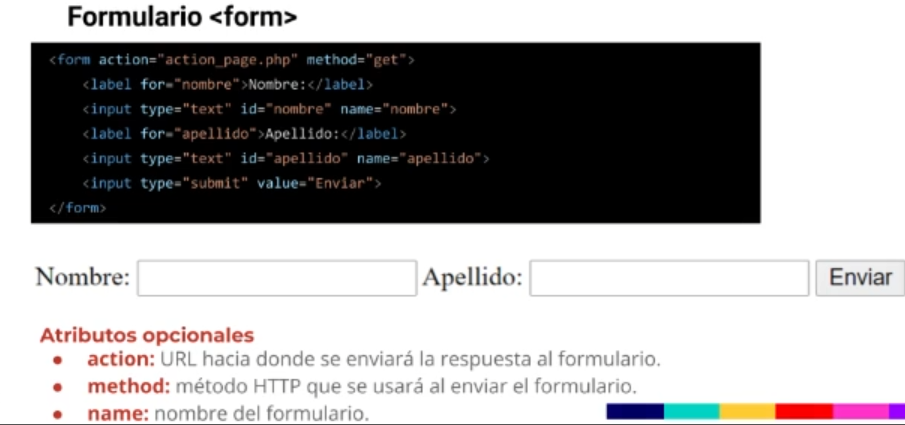 Formulario <form>
<form action="action_page.php" method="get">
<label for="nombre">Nombre:</label>
<input type="text" id="nombre" name="nombre">
<label for="apellido">Apellido:</label>
<input type="text" id="apellido" name="apellido">
<input type="submit" value="Enviar">
</form>
Nombre: Apellido: Enviar
Atributos opcionales
• action: URL hacia donde se enviará la respuesta al formulario.
• method: método HTTP que se usará al enviar el formulario.
• name: nombre del formulario.